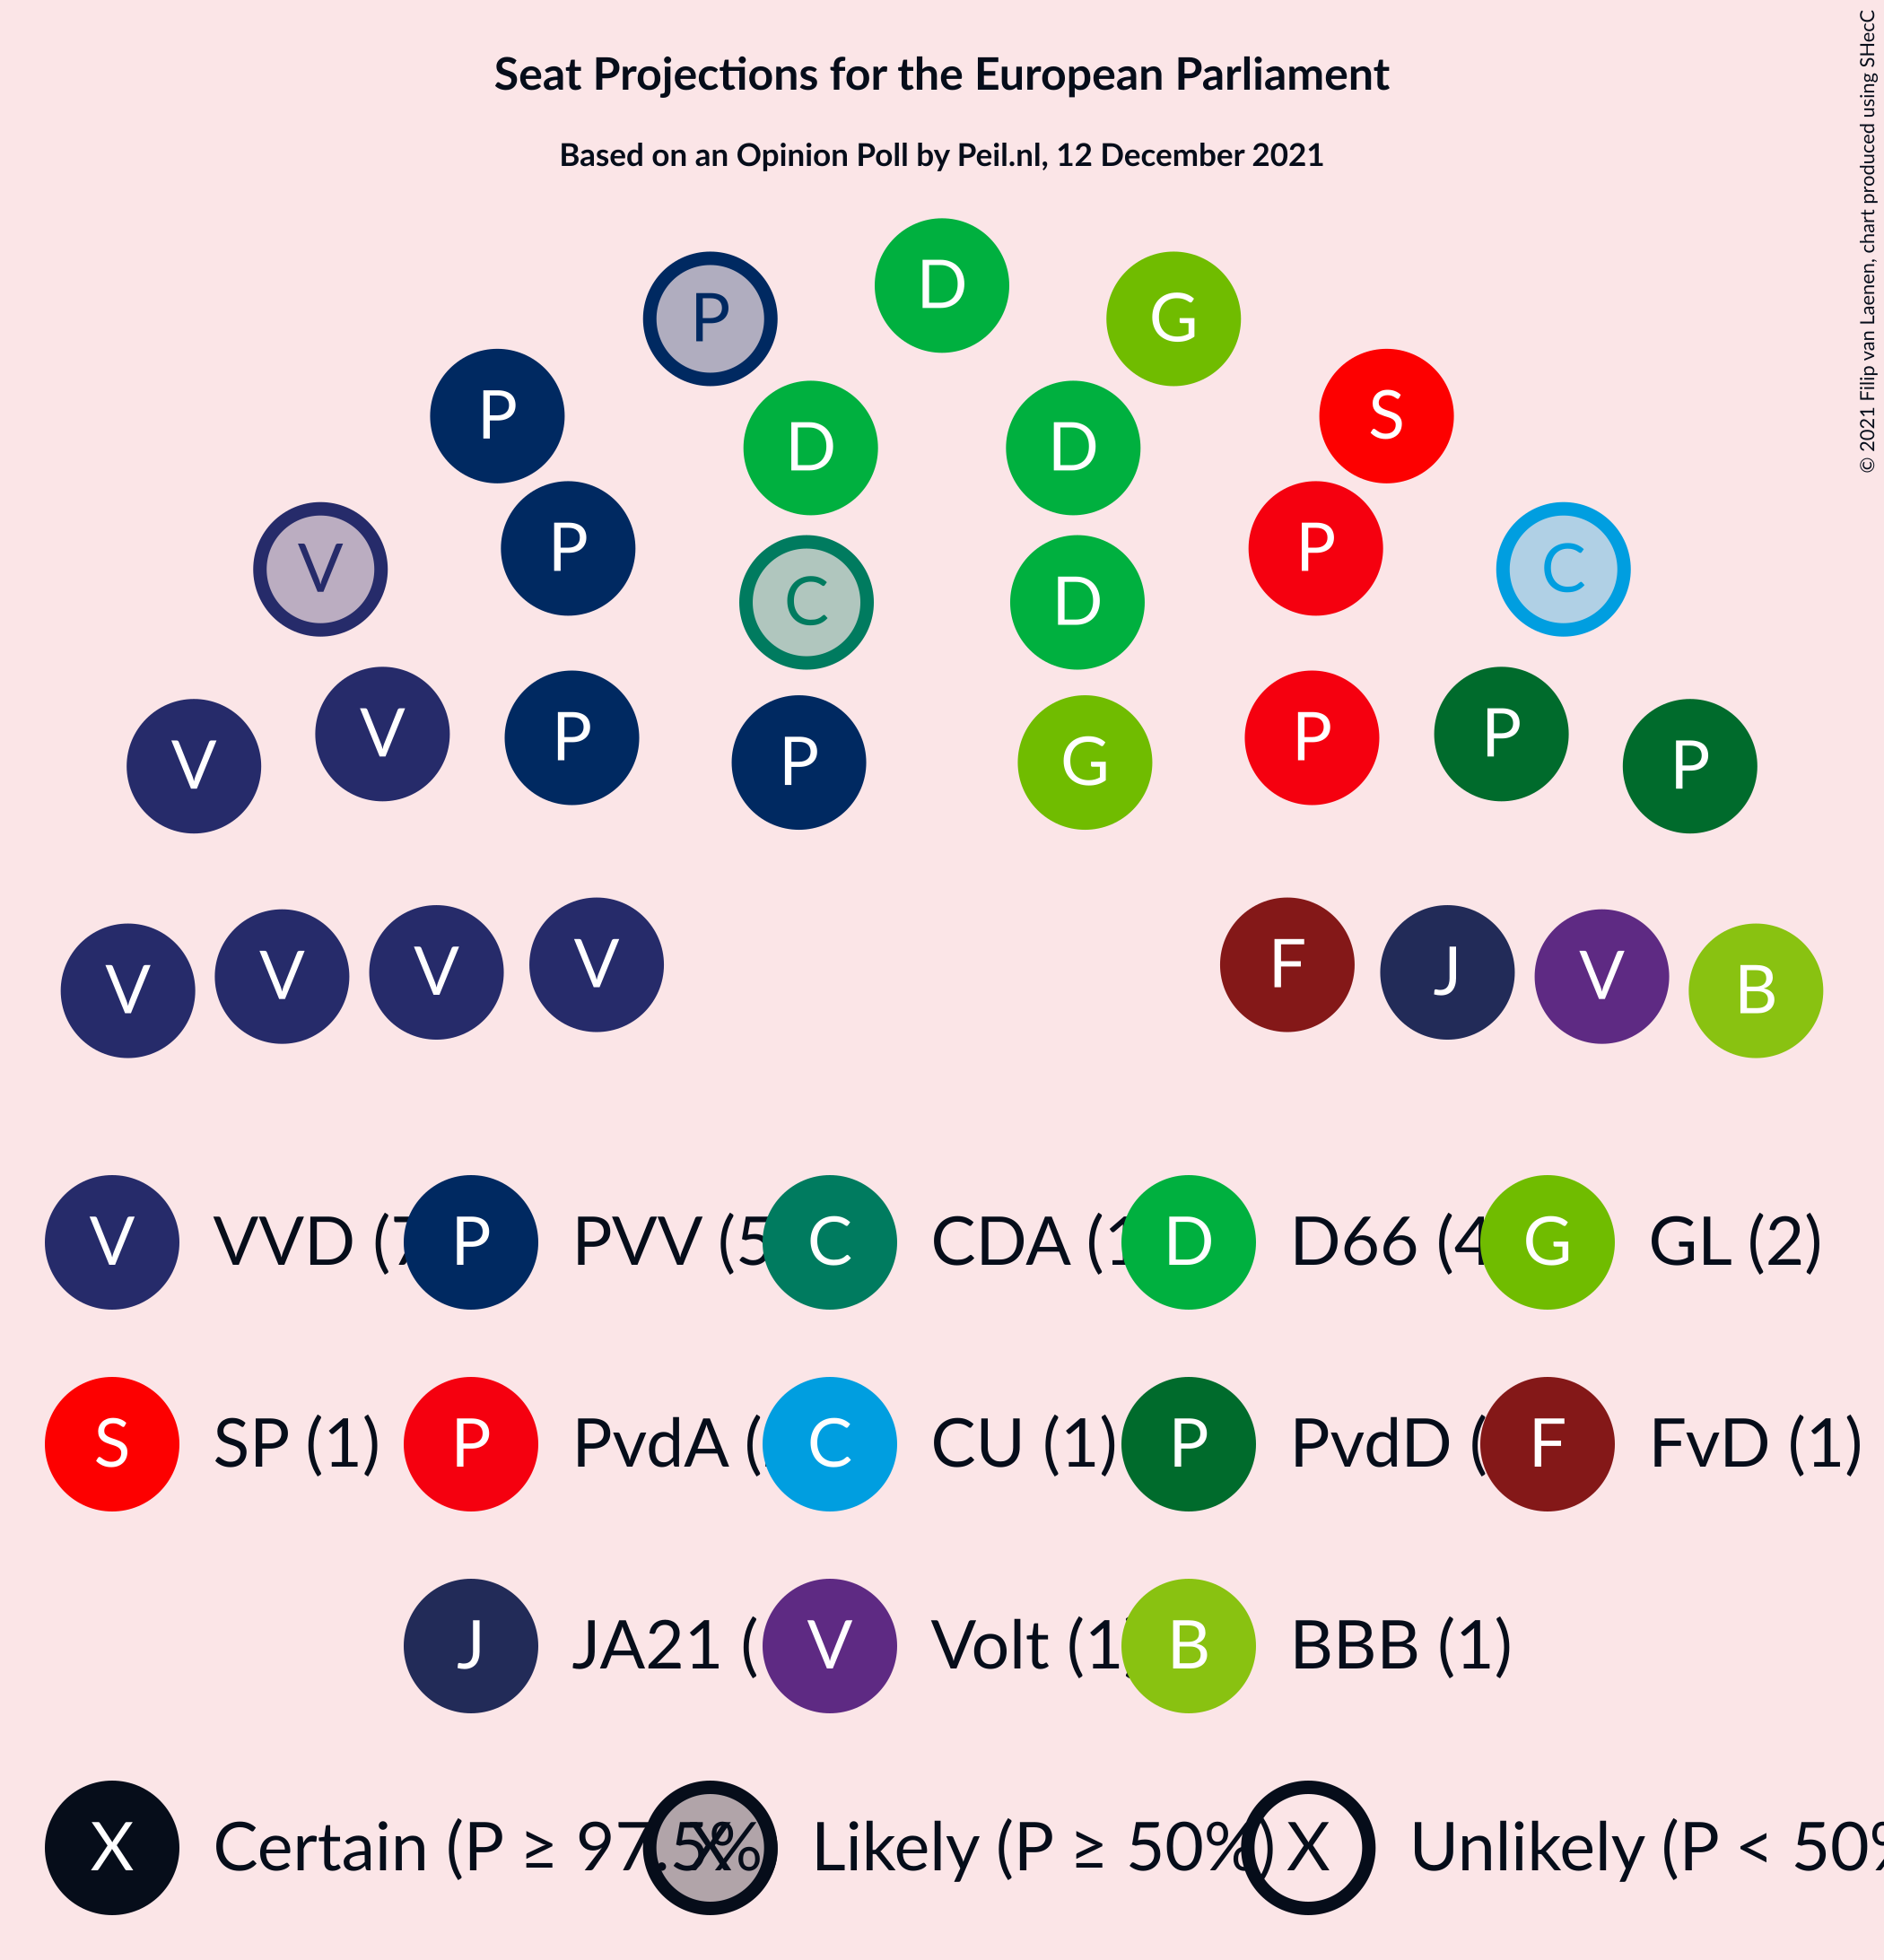 Seat Projections for the European Parliament
Based on an Opinion Poll by Peil.nl, 12 December 2021
© 2021 Filip van Laenen, chart produced using SHecC
D
P G
P S
D D
P P
V C
C D
V P P P
V P G P
V V V V F J V B
V VVD (7 P PVV (5 C CDA (1 D D66 (4 G GL (2)
S SP (1) P PvdA ( C CU (1) P PvdD ( F FvD (1)
J JA21 ( V Volt (1) B BBB (1)
X Certain (P ≥ 97.5% X Likely (P ≥ 50%) X Unlikely (P < 50%